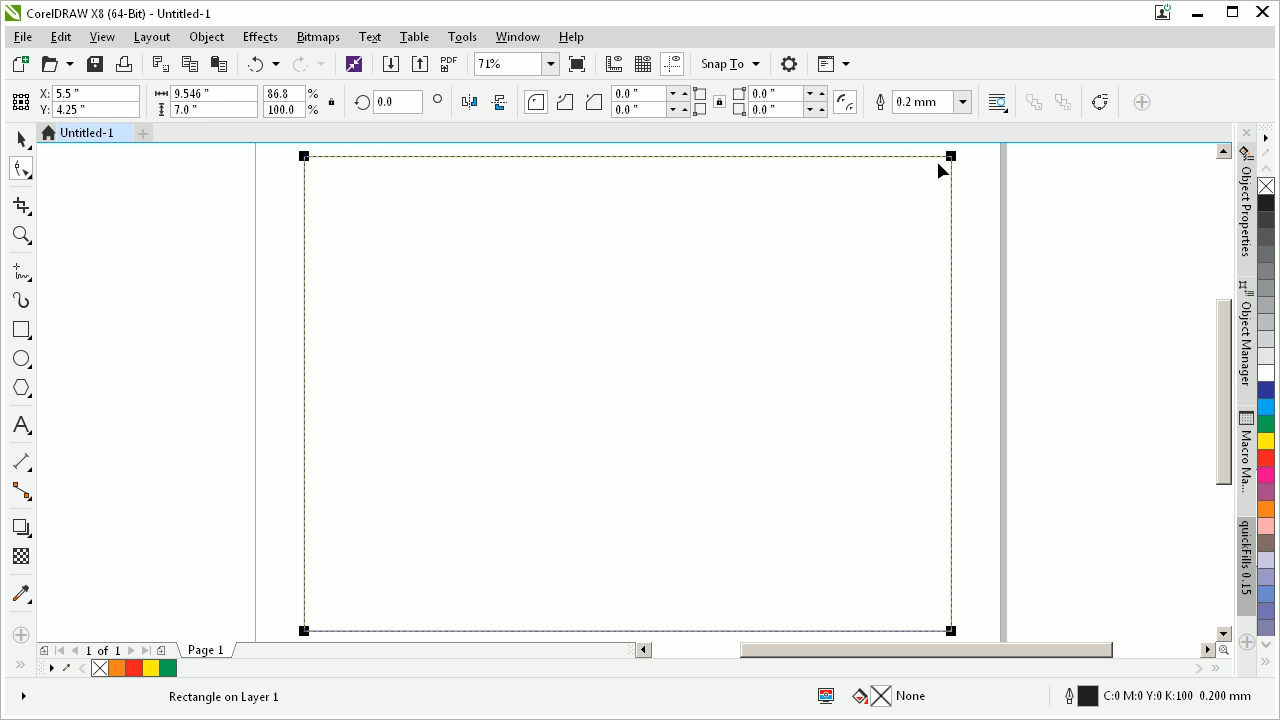 CorelDRAW X8 (64-Bit) - Untitled-1
File Edit View Layout Object Effects Bitmaps Text Table Tools Window Help
PDF 71% Snap To
X: 5.5 " 9.546 " 86.8 % 0.0 0.0 " 0.0 " 0.2 mm
Y: 4.25 " 7.0 " 100.0 % 0.0 " 0.0 "
Untitled-1
Object Properties
Object Manager
Macro Ma...
quickFills 0.15
1 of 1 Page 1
Rectangle on Layer 1 None C:0 M:0 Y:0 K:100 0.200 mm